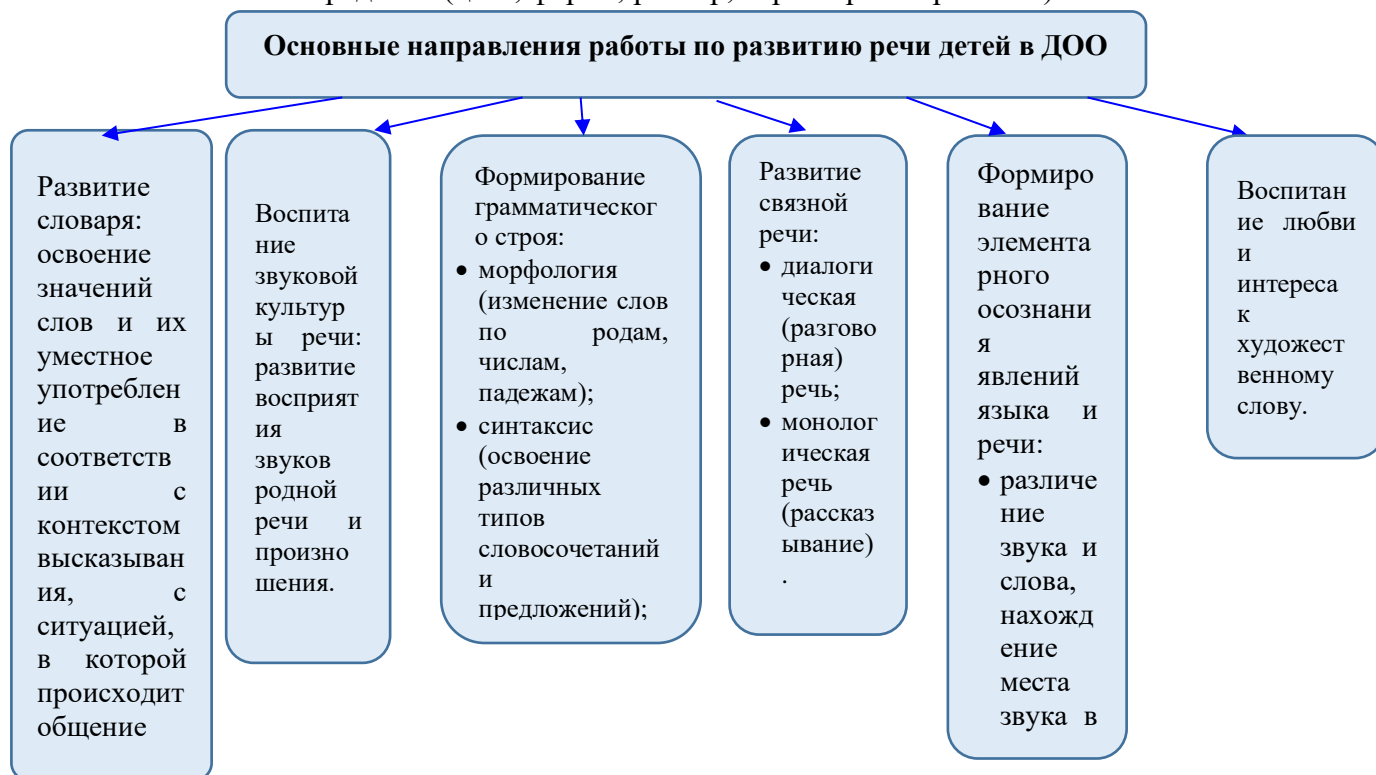 Основные направления работы по развитию речи детей в ДОО
Развитие
словаря:
освоение
значений
слов и их
уместное
употреблен
ие в
соответств
ии с
контекстом
высказыван
ия, с
ситуацией,
в которой
происходит
общение
Воспита
ние
звуковой
культур
ы речи:
развитие
восприят
ия
звуков
родной
речи и
произно
шения.
Формирование
грамматическог
о строя:
• морфология
(изменение слов
по родам,
числам,
падежам);
• синтаксис
(освоение
различных
типов
словосочетаний
и
предложений);
Развитие
связной
речи:
• диалоги
ческая
(разгово
рная)
речь;
• монолог
ическая
речь
(рассказ
ывание)
.
Формиро
вание
элемента
рного
осознани
я
явлений
языка и
речи:
• различе
ние
звука и
слова,
нахожд
ение
места
звука в
Воспитан
ие любви
и
интереса
к
художест
венному
слову.